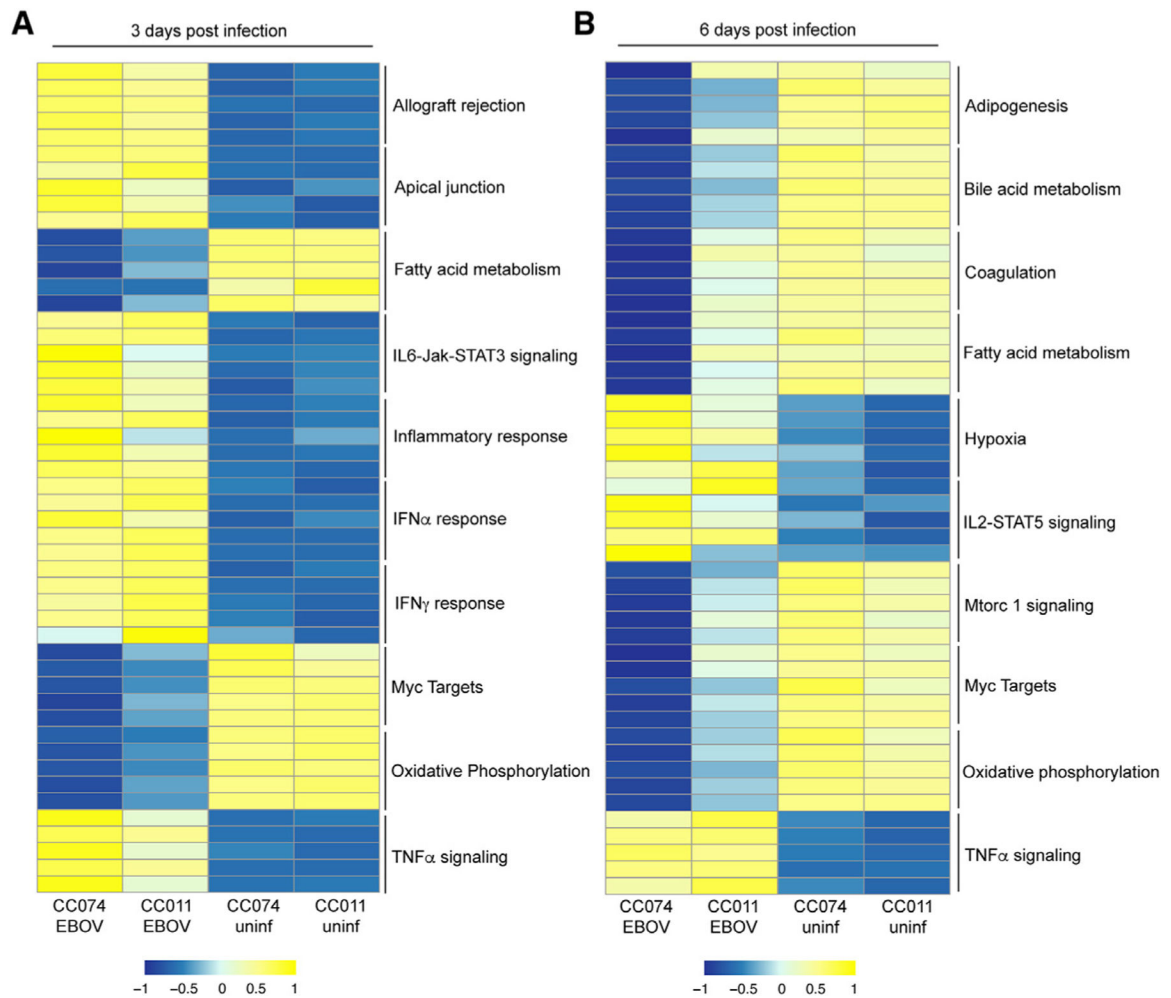 A
3 days post infection
Allograft rejection
Apical junction
Fatty acid metabolism
IL6-Jak-STAT3 signaling
Inflammatory response
IFNα response
IFNγ response
Myc Targets
Oxidative Phosphorylation
TNFα signaling
CC074 CC011 CC074 CC011
EBOV EBOV uninf uninf
−1 −0.5 0 0.5 1
B
6 days post infection
Adipogenesis
Bile acid metabolism
Coagulation
Fatty acid metabolism
Hypoxia
IL2-STAT5 signaling
Mtorc 1 signaling
Myc Targets
Oxidative phosphorylation
TNFα signaling
CC074 CC011 CC074 CC011
EBOV EBOV uninf uninf
−1 −0.5 0 0.5 1